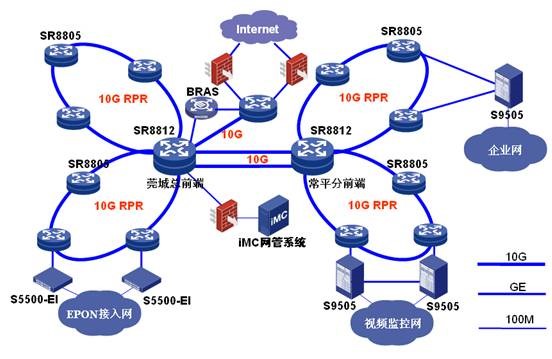 Internet
SR8805
SR8805
BRAS
10G RPR
10G RPR
10G
SR8812
SR8812
S9505
企业网
10G
SR8805
SR8805
莞城总前端
常平分前端
10G RPR
10G RPR
iMC
iMC网管系统
S5500-EI
S5500-EI
S9505
S9505
EPON接入网
视频监控网
10G
GE
100M